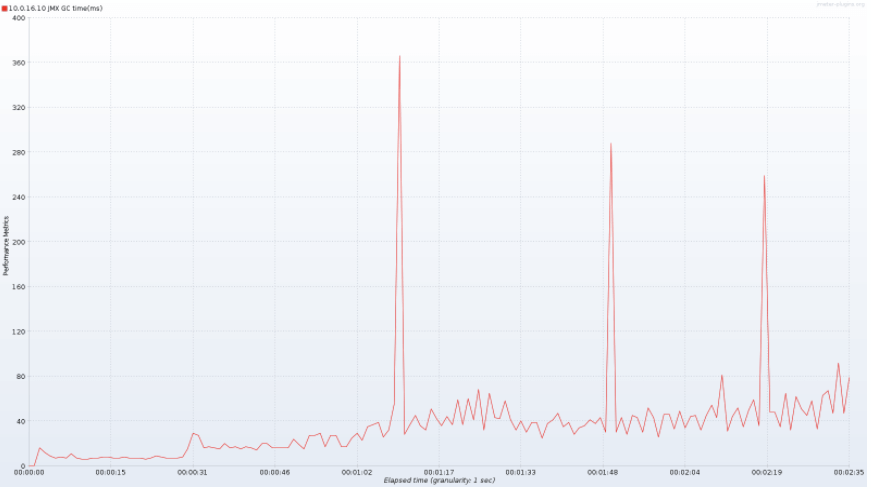 10.0.16.10 JMX GC time(ms)
jmeter-plugins.org
400
360
320
280
240
200
160
120
80
40
0
Performance Metrics
00:00:00 00:00:15 00:00:31 00:00:46 00:01:02 00:01:17 00:01:33 00:01:48 00:02:04 00:02:19 00:02:35
Elapsed time (granularity: 1 sec)